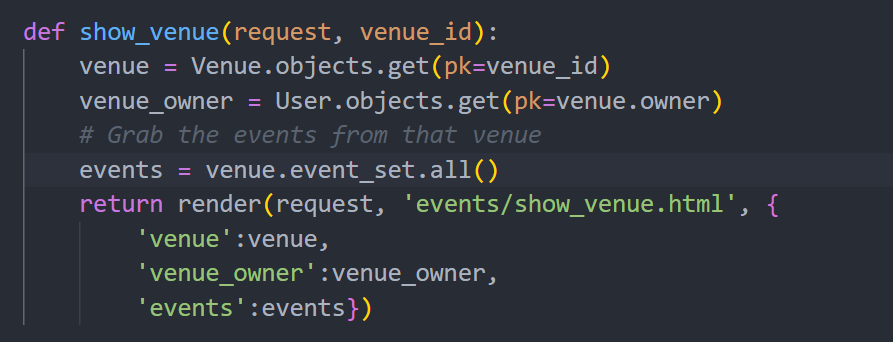 def show_venue(request, venue_id):
    venue = Venue.objects.get(pk=venue_id)
    venue_owner = User.objects.get(pk=venue.owner)
    # Grab the events from that venue
    events = venue.event_set.all()
    return render(request, 'events/show_venue.html', {
        'venue':venue,
        'venue_owner':venue_owner,
        'events':events})